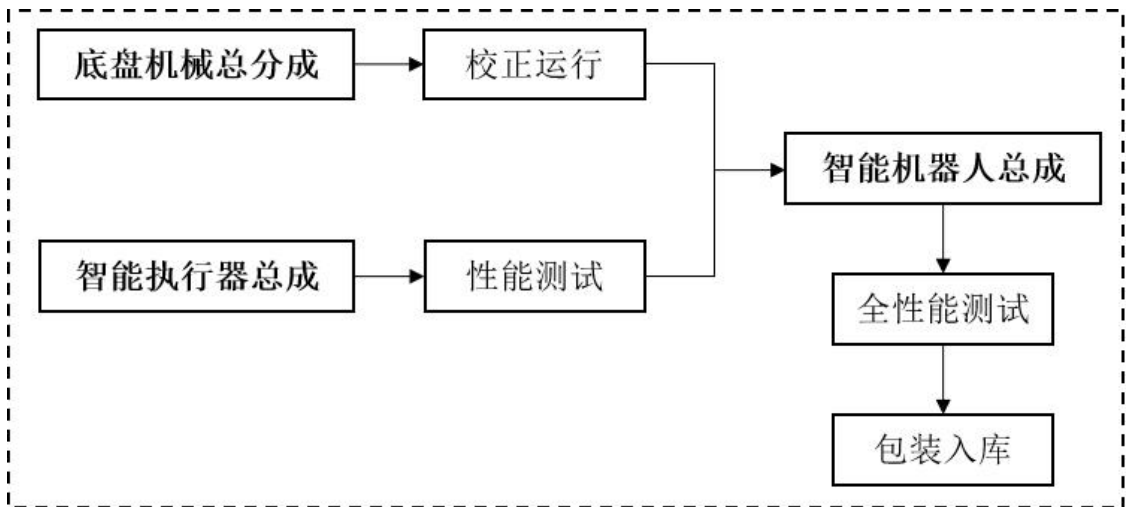 底盘机械总分成
校正运行
智能机器人总成
智能执行器总成
性能测试
全性能测试
包装入库